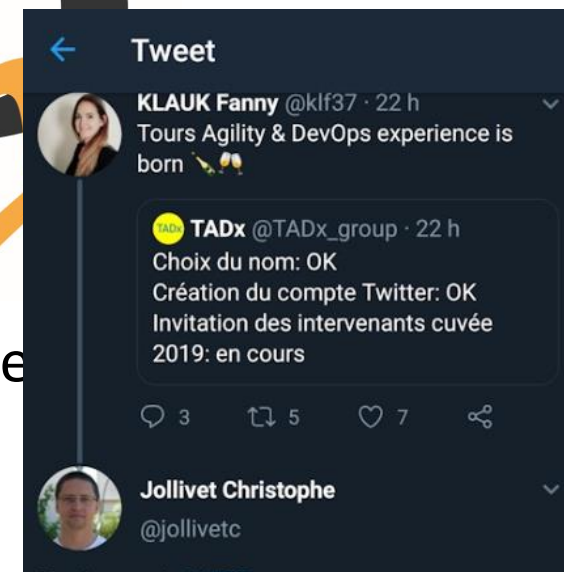 Tweet
KLAUK Fanny @klf37 · 22 h
Tours Agility & DevOps experience is
born 🍾🥂
TADx TADx @TADx_group · 22 h
Choix du nom: OK
Création du compte Twitter: OK
Invitation des intervenants cuvée
2019: en cours
3 5 7
e
Jollivet Christophe
@jollivetc